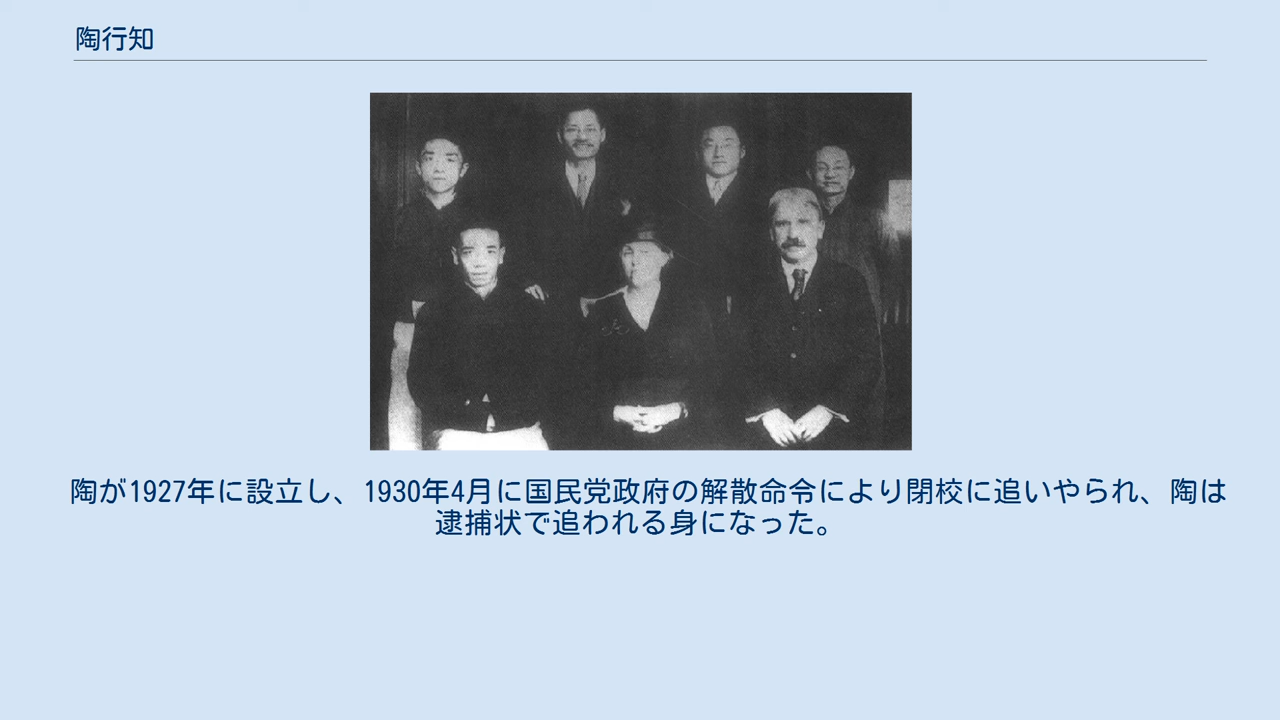 陶行知
陶が1927年に設立し、1930年4月に国民党政府の解散命令により閉校に追いやられ、陶は
逮捕状で追われる身になった。